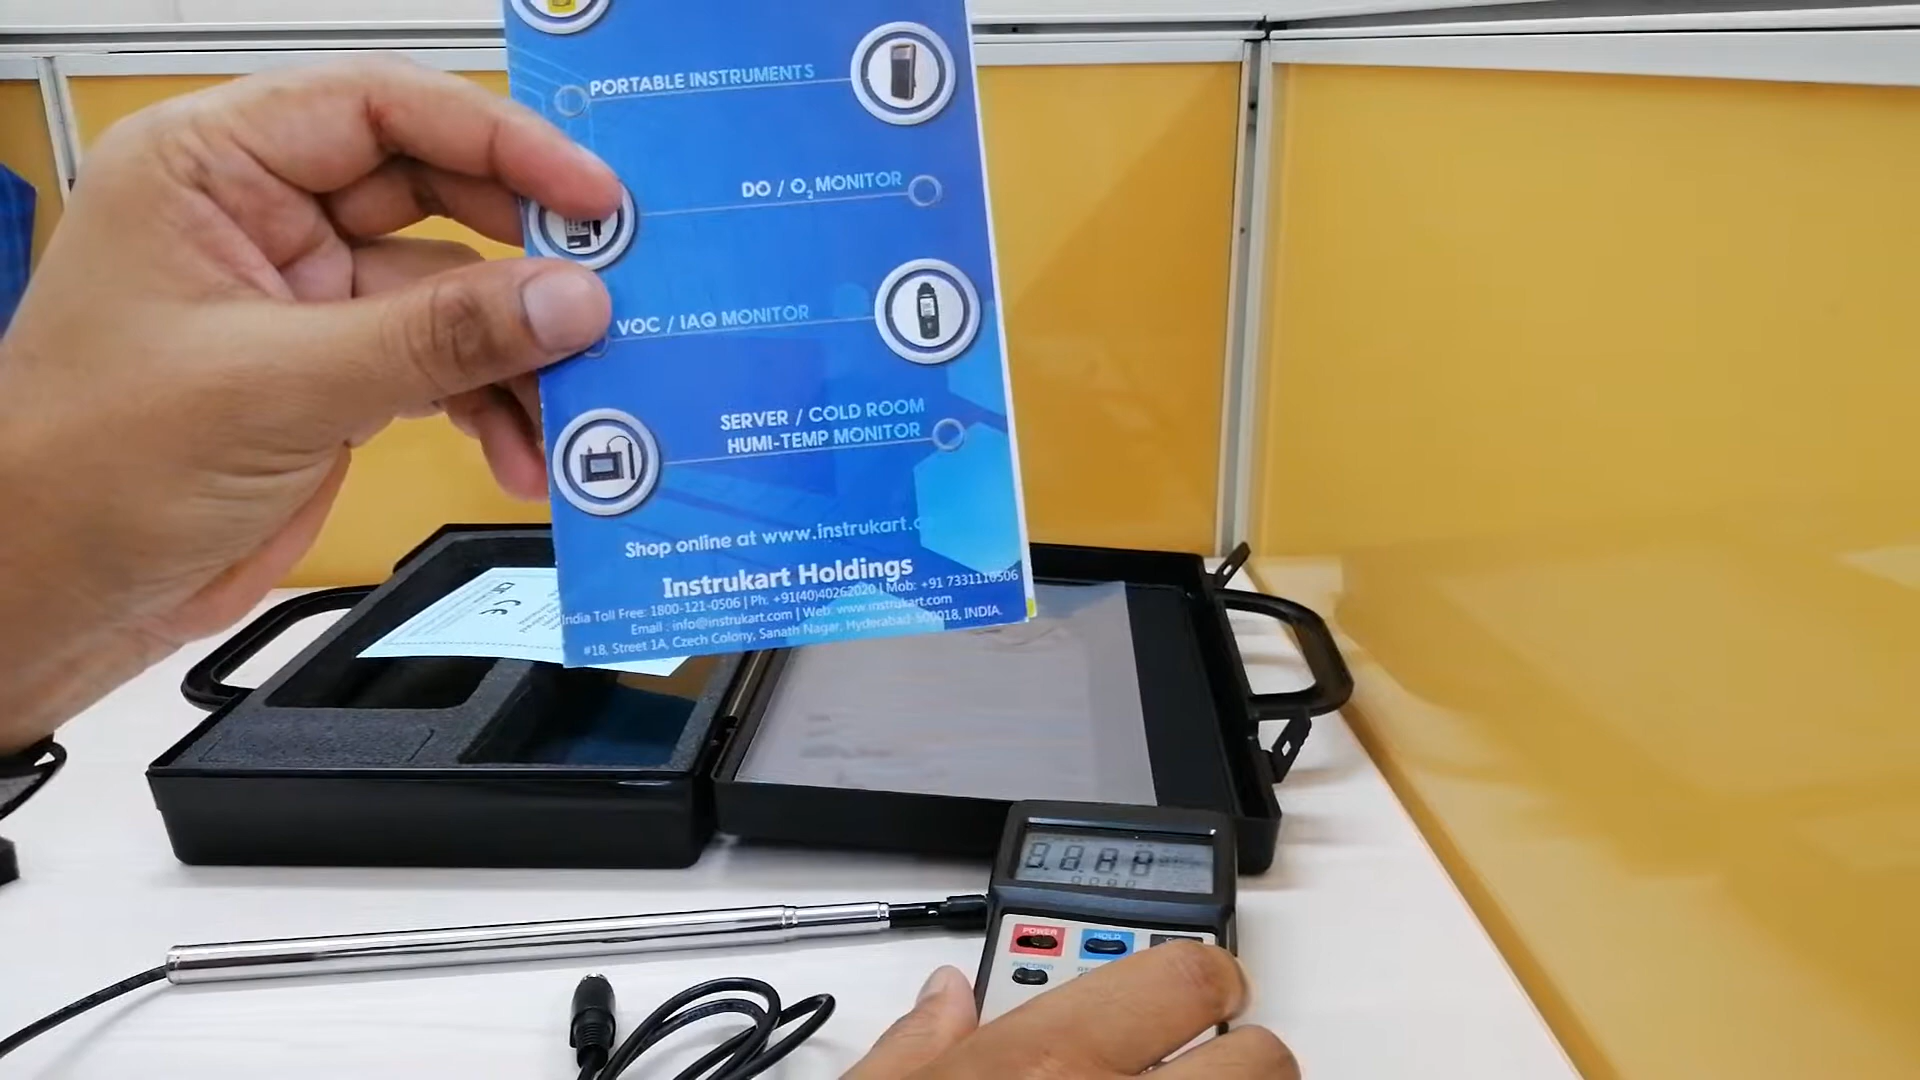 PORTABLE INSTRUMENTS
DO / O2 MONITOR
VOC / IAQ MONITOR
SERVER / COLD ROOM
HUMI-TEMP MONITOR
Shop online at www.instrukart.c
Instrukart Holdings
India Toll Free: 1800-121-0506 | Ph: +91(40)40262020 | Mob: +91 7331110506
Email : info@instrukart.com | Web: www.instrukart.com
#18, Street 1A, Czech Colony, Sanath Nagar, Hyderabad 500018, INDIA.
CE
POWER
HOLD
RECORD